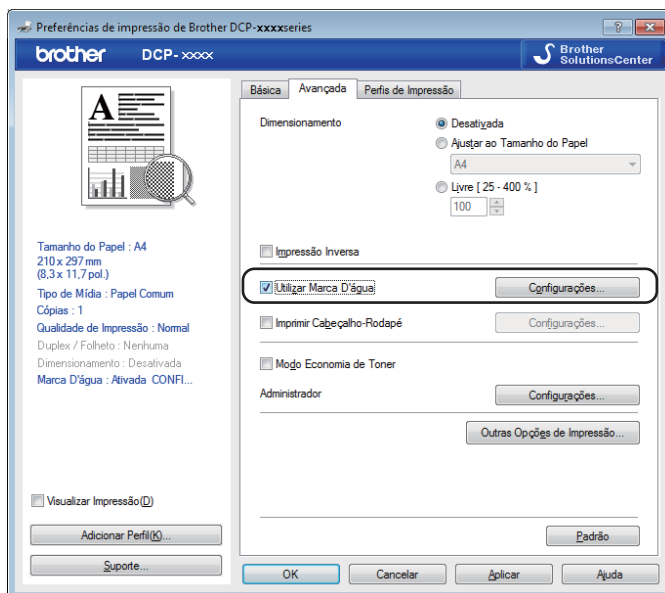 Preferências de impressão de Brother DCP-xxxxseries
brother DCP-xxxx
Brother
SolutionsCenter
Básica Avançada Perfis de Impressão
A
Dimensionamento
Desativada
Ajustar ao Tamanho do Papel
A4
Livre [ 25 - 400 % ]
100
Tamanho do Papel : A4
210 x 297 mm
(8,3 x 11,7 pol.)
Tipo de Mídia : Papel Comum
Cópias : 1
Qualidade de Impressão : Normal
Duplex / Folheto : Nenhuma
Dimensionamento : Desativada
Marca D'água : Ativada CONFI...
Impressão Inversa
Utilizar Marca D'água Configurações...
Imprimir Cabeçalho-Rodapé Configurações...
Modo Economia de Toner
Administrador Configurações...
Outras Opções de Impressão...
Visualizar Impressão(D)
Adicionar Perfil(K)...
Suporte...
Padrão
OK Cancelar Aplicar Ajuda